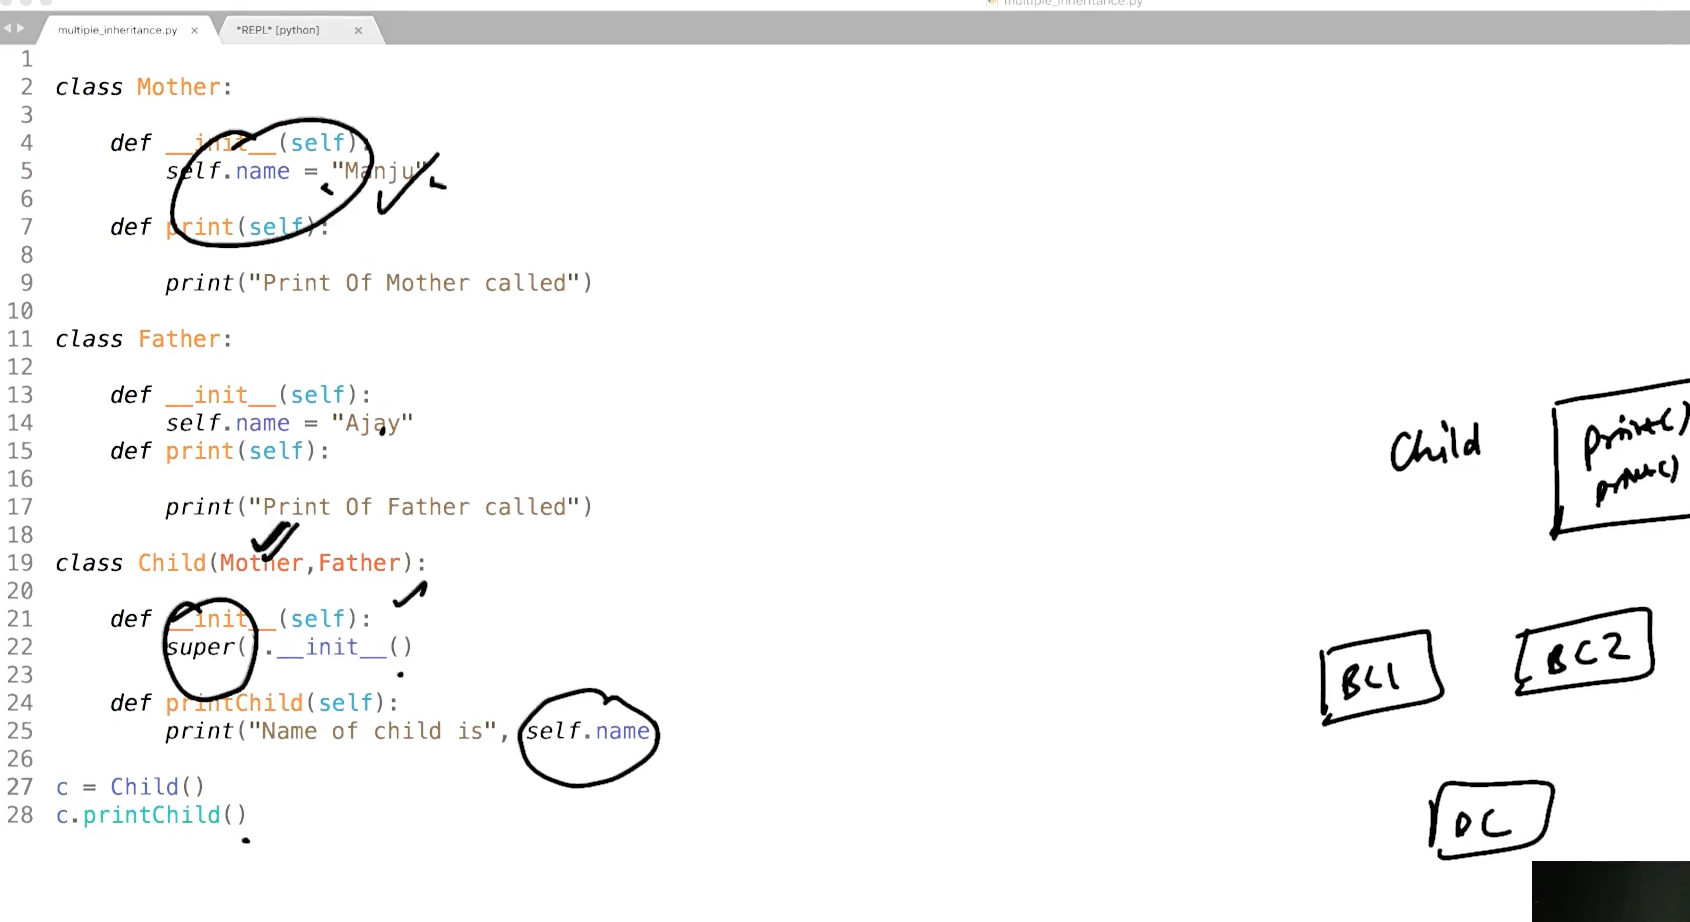 multiple_inheritance.py
multiple_inheritance.py × *REPL* [python] ×
1
2 class Mother:
3
4 def __init__(self):
5 self.name = "Manju"
6
7 def print(self):
8
9 print("Print Of Mother called")
10
11 class Father:
12
13 def __init__(self):
14 self.name = "Ajay"
15 def print(self):
16
17 print("Print Of Father called")
18
19 class Child(Mother,Father):
20
21 def __init__(self):
22 super().__init__()
23
24 def printChild(self):
25 print("Name of child is", self.name
26
27 c = Child()
28 c.printChild()
Child
print()
print()
BC1
BC2
DC